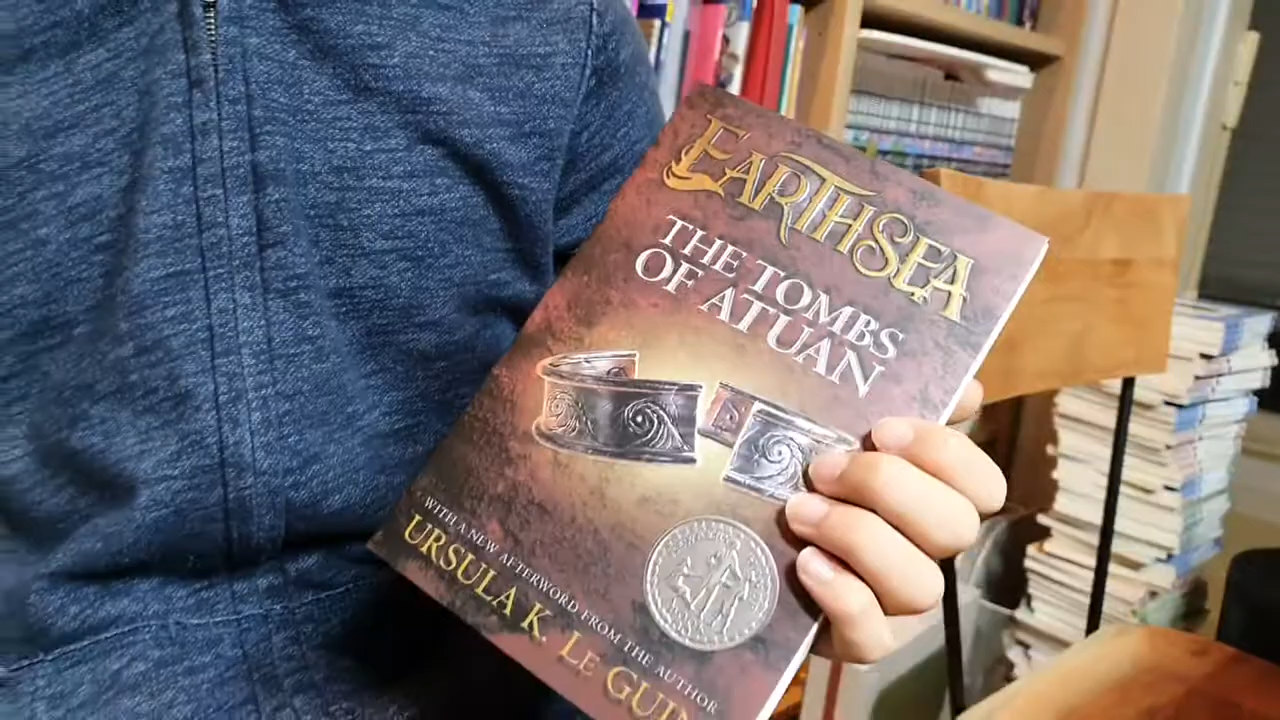 EARTHSEA
THE TOMBS
OF ATUAN
WITH A NEW AFTERWORD FROM THE AUTHOR
URSULA K. LE GUIN